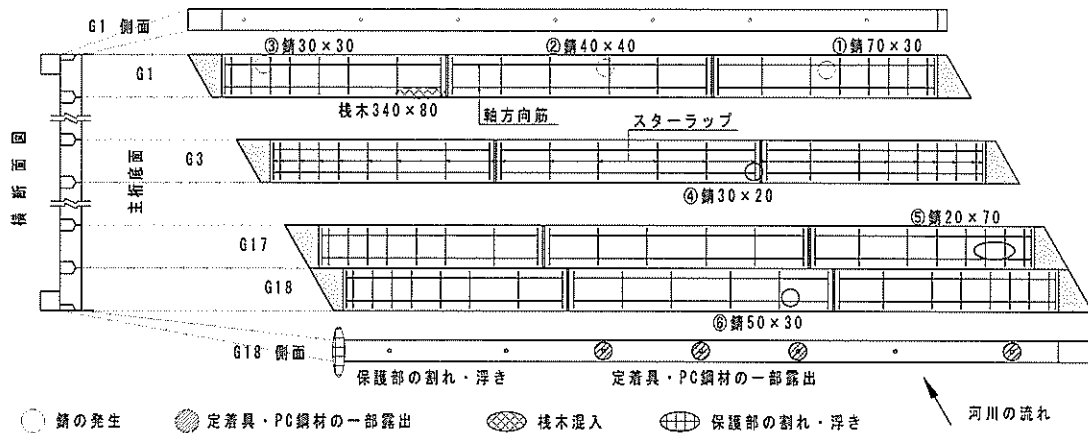 G1 側面
③錆30×30
②錆40×40
①錆70×30
G1
桟木340×80
軸方向筋
スターラップ
横断面図
主桁底面
G3
④錆30×20
⑤錆20×70
G17
G18
⑥錆50×30
G18 側面
保護部の割れ・浮き
定着具・PC鋼材の一部露出
河川の流れ
錆の発生
定着具・PC鋼材の一部露出
桟木混入
保護部の割れ・浮き